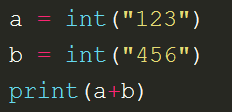 a = int("123")
b = int("456")
print(a+b)